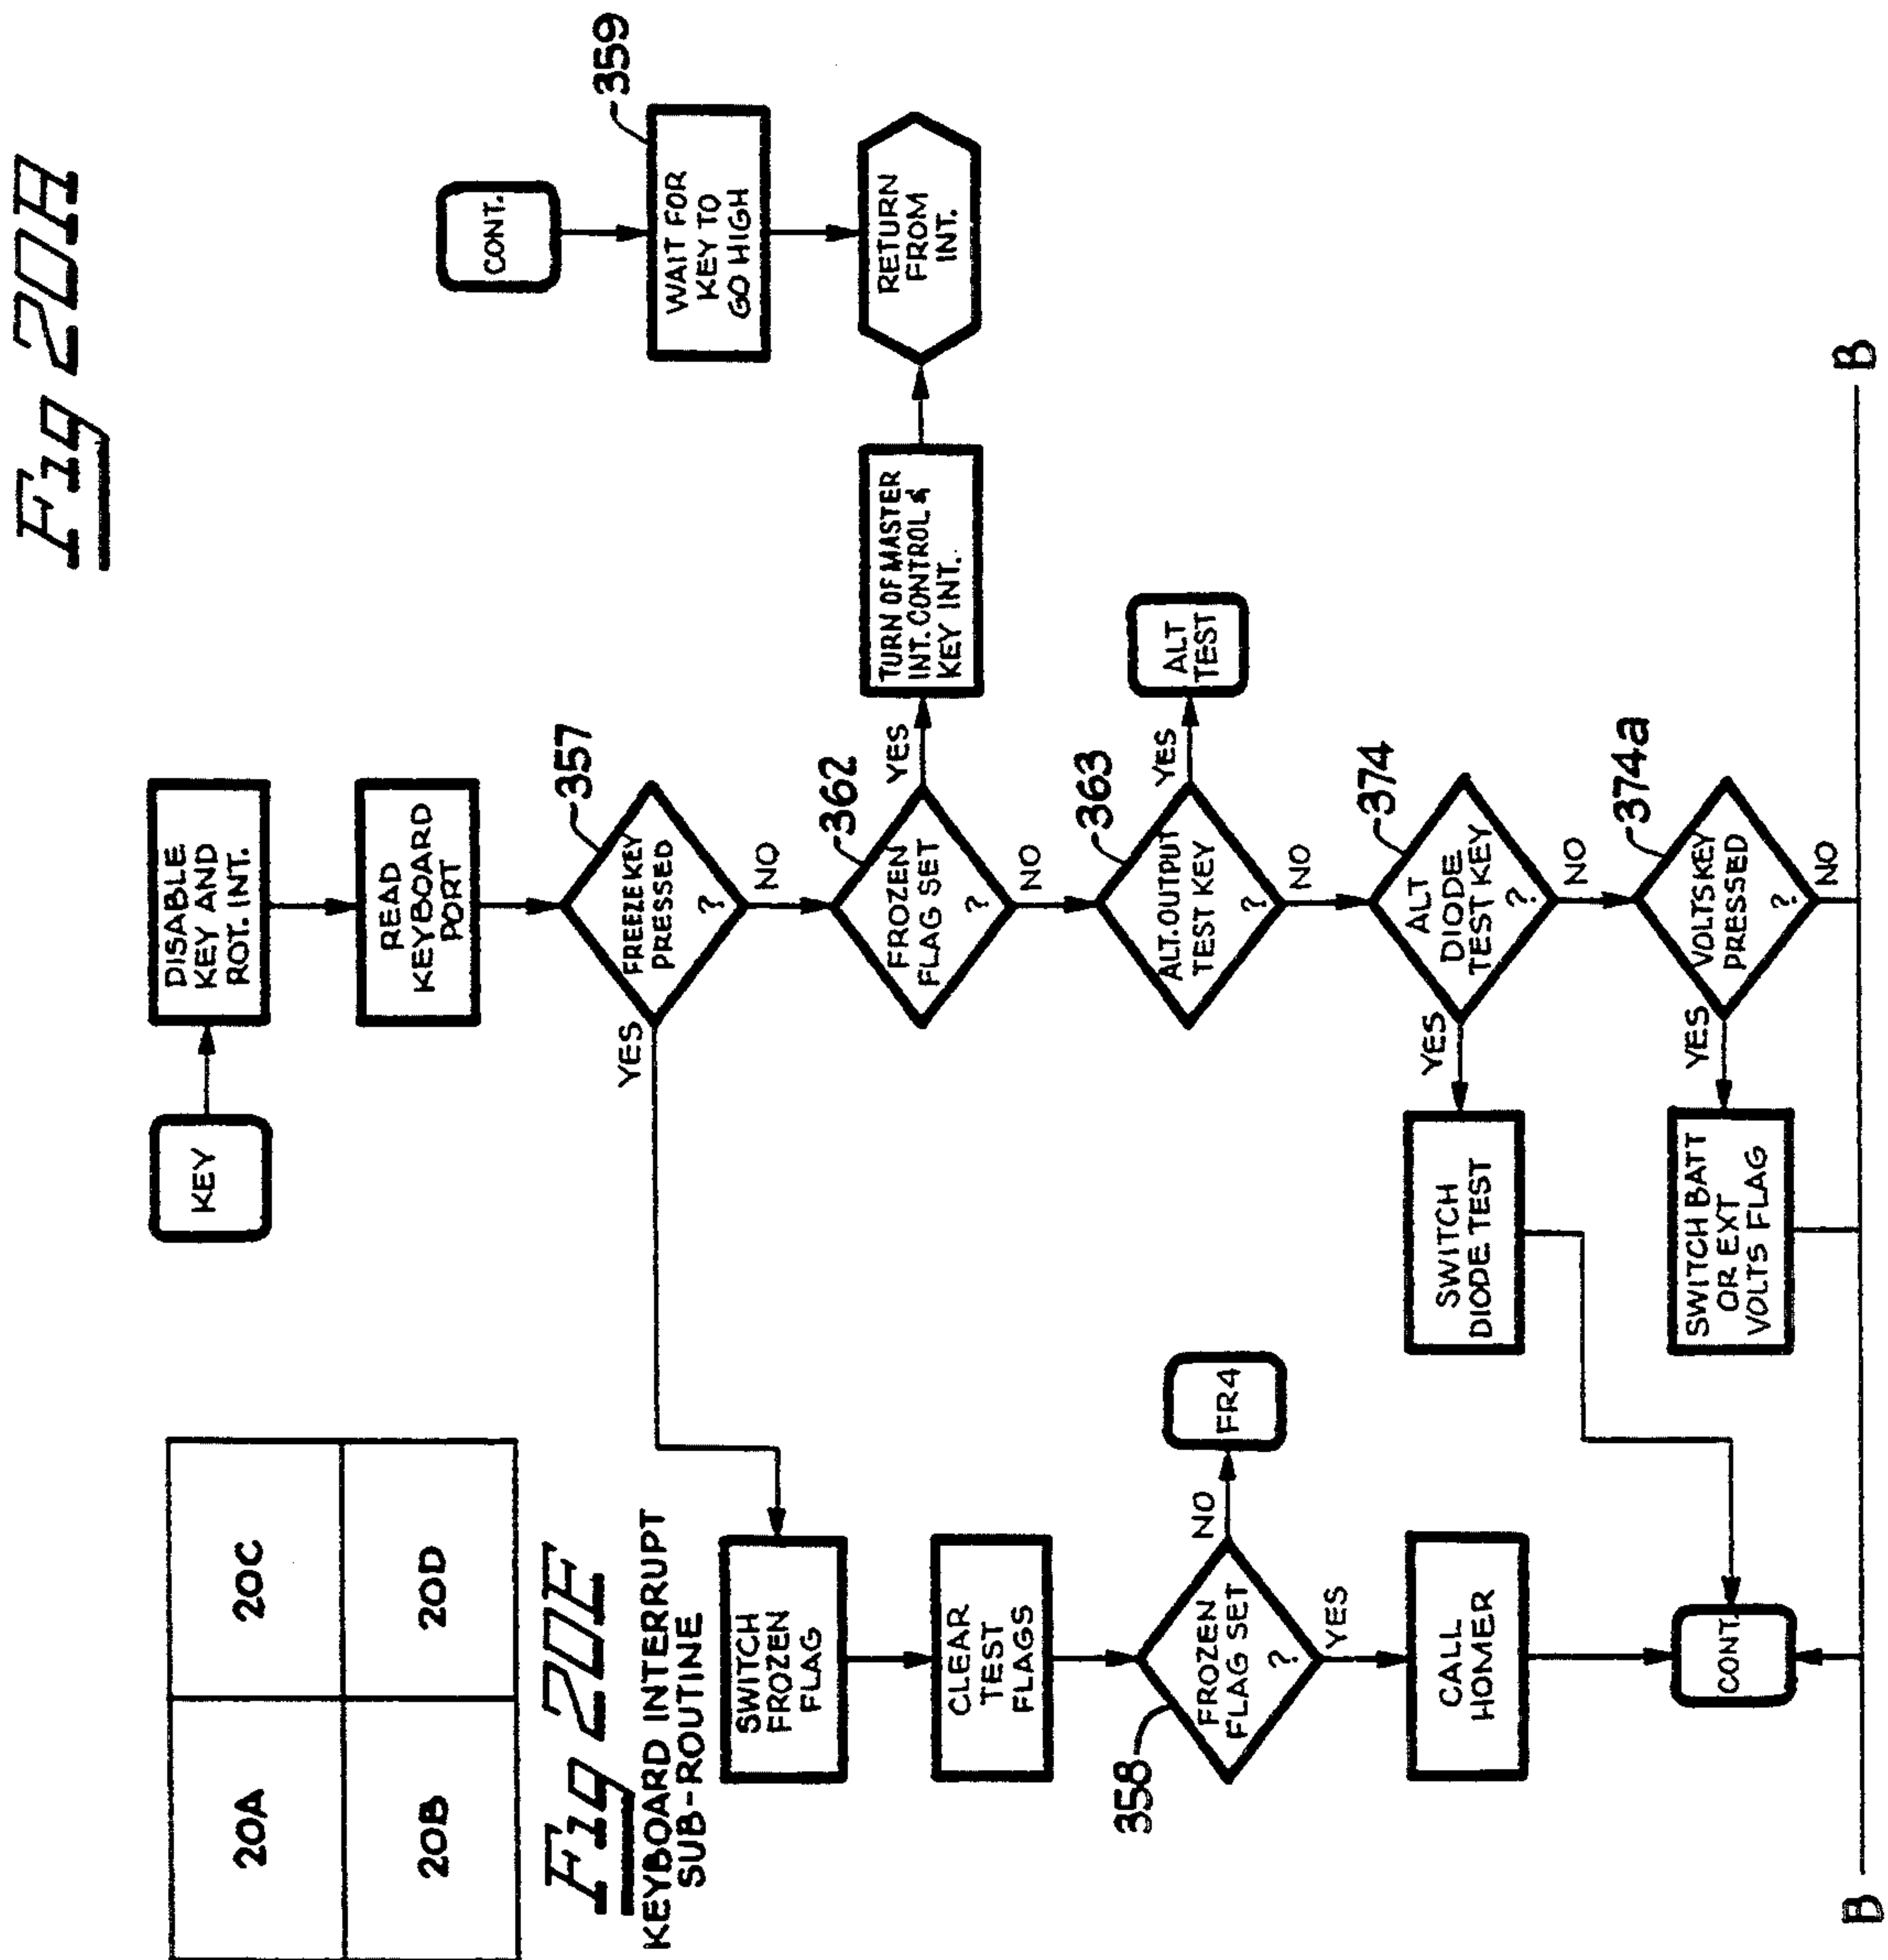 Fig 20A
20A
20C
20B
20D
Fig 20E
KEYBOARD INTERRUPT
SUB-ROUTINE
KEY
DISABLE
KEY AND
ROT. INT.
READ
KEYBOARD
PORT
357
FREEZE KEY
PRESSED
?
YES
NO
SWITCH
FROZEN
FLAG
CLEAR
TEST
FLAGS
358
FROZEN
FLAG SET
?
NO
FR4
YES
CALL
HOMER
CONT.
362
FROZEN
FLAG SET
?
YES
NO
TURN OF MASTER
INT. CONTROL &
KEY INT.
CONT.
359
WAIT FOR
KEY TO
GO HIGH
RETURN
FROM
INT.
363
ALT. OUTPUT
TEST KEY
?
YES
NO
ALT
TEST
374
ALT
DIODE
TEST KEY
?
YES
NO
SWITCH
DIODE TEST
374a
VOLTS KEY
PRESSED
?
YES
NO
SWITCH BATT
OR EXT
VOLTS FLAG
B
B